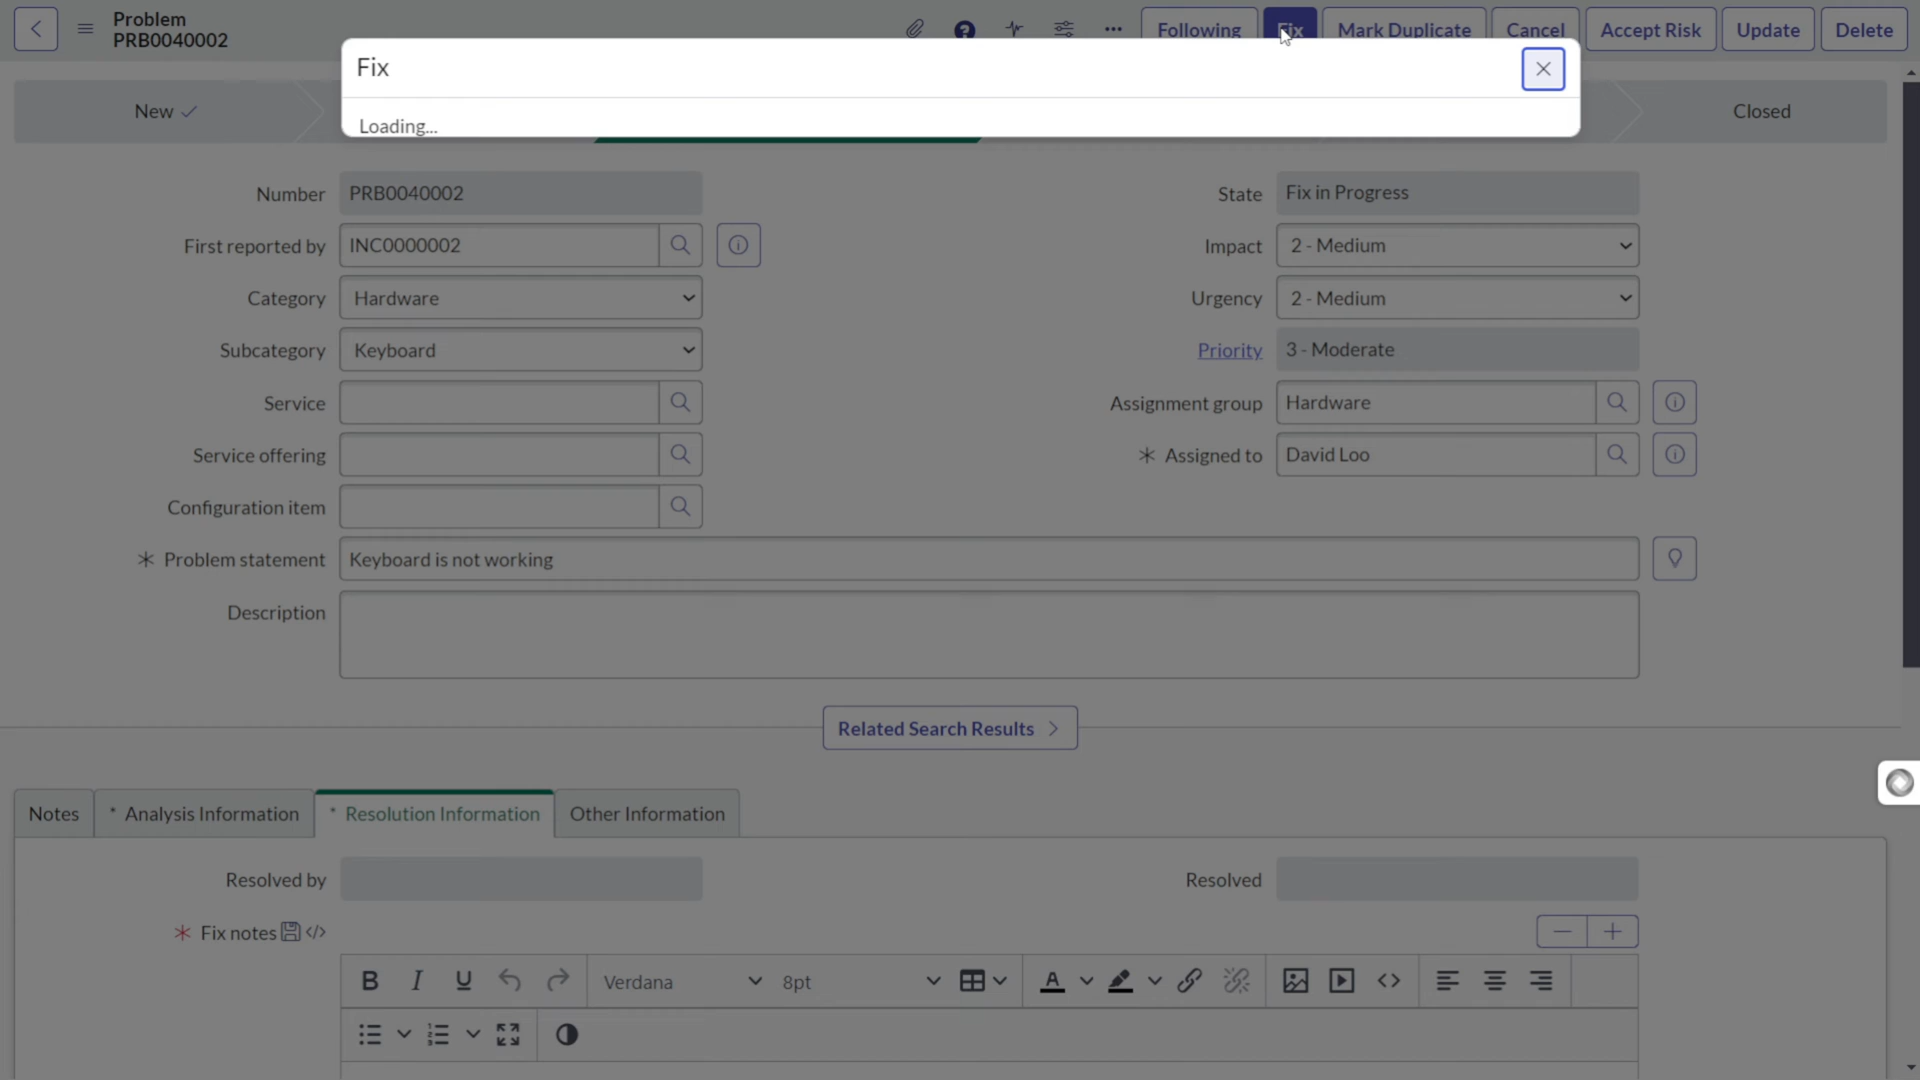 Problem
PRB0040002
Following
Fix
Mark Duplicate
Cancel
Accept Risk
Update
Delete
Fix
Loading...
New
Closed
Number
PRB0040002
State
Fix in Progress
First reported by
INC0000002
Impact
2 - Medium
Category
Hardware
Urgency
2 - Medium
Subcategory
Keyboard
Priority
3 - Moderate
Service
Assignment group
Hardware
Service offering
Assigned to
David Loo
Configuration item
Problem statement
Keyboard is not working
Description
Related Search Results
Notes
* Analysis Information
* Resolution Information
Other Information
Resolved by
Resolved
Fix notes
Verdana
8pt